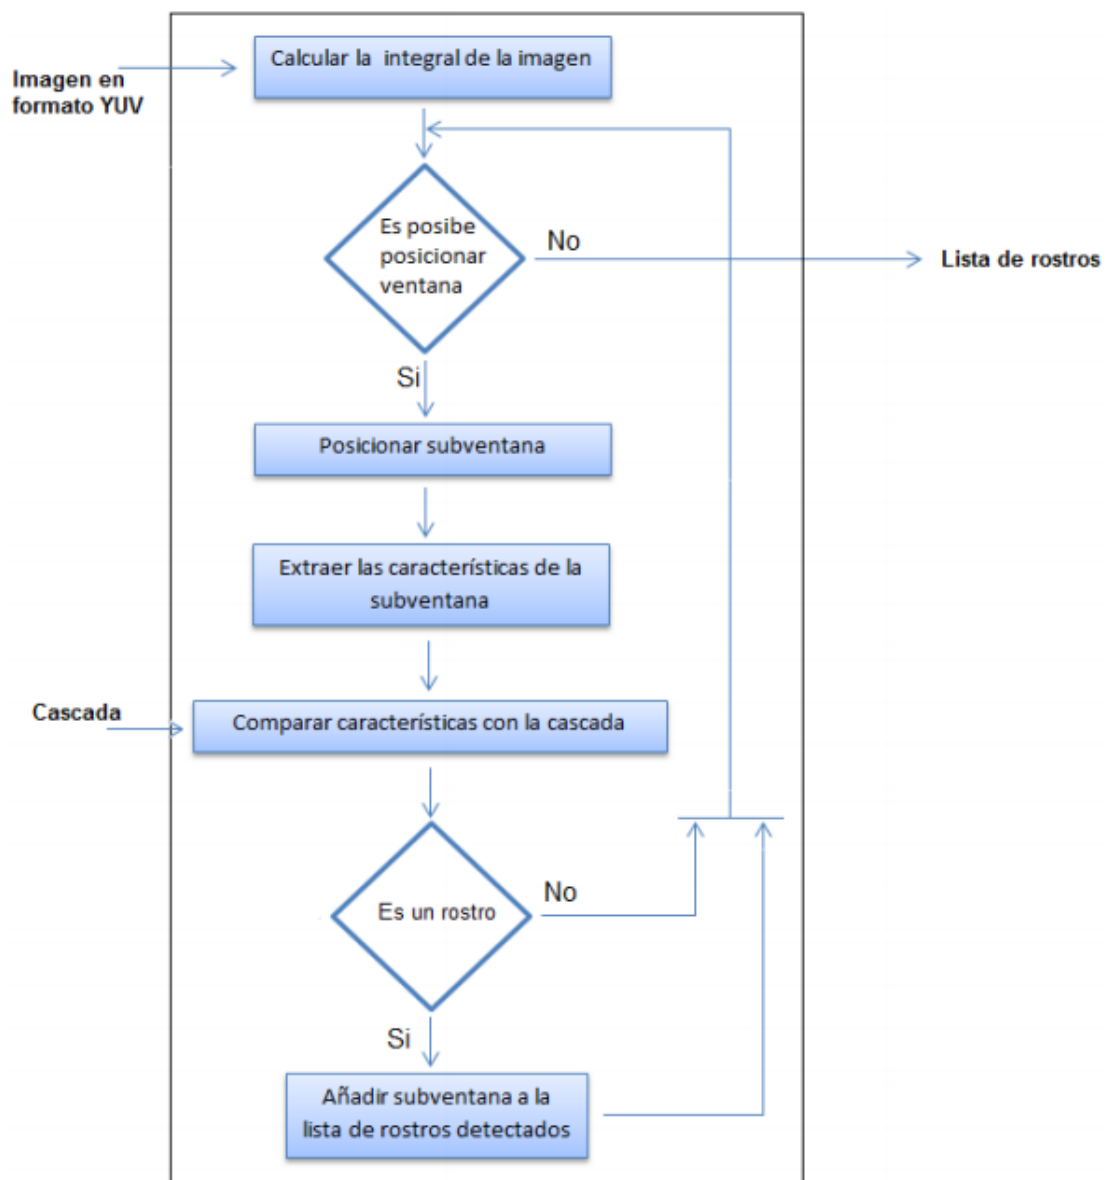 Calcular la integral de la imagen
Imagen en
formato YUV
Es posibe
posicionar
ventana
No
Lista de rostros
Si
Posicionar subventana
Extraer las características de la
subventana
Cascada
Comparar características con la cascada
Es un rostro
No
Si
Añadir subventana a la
lista de rostros detectados